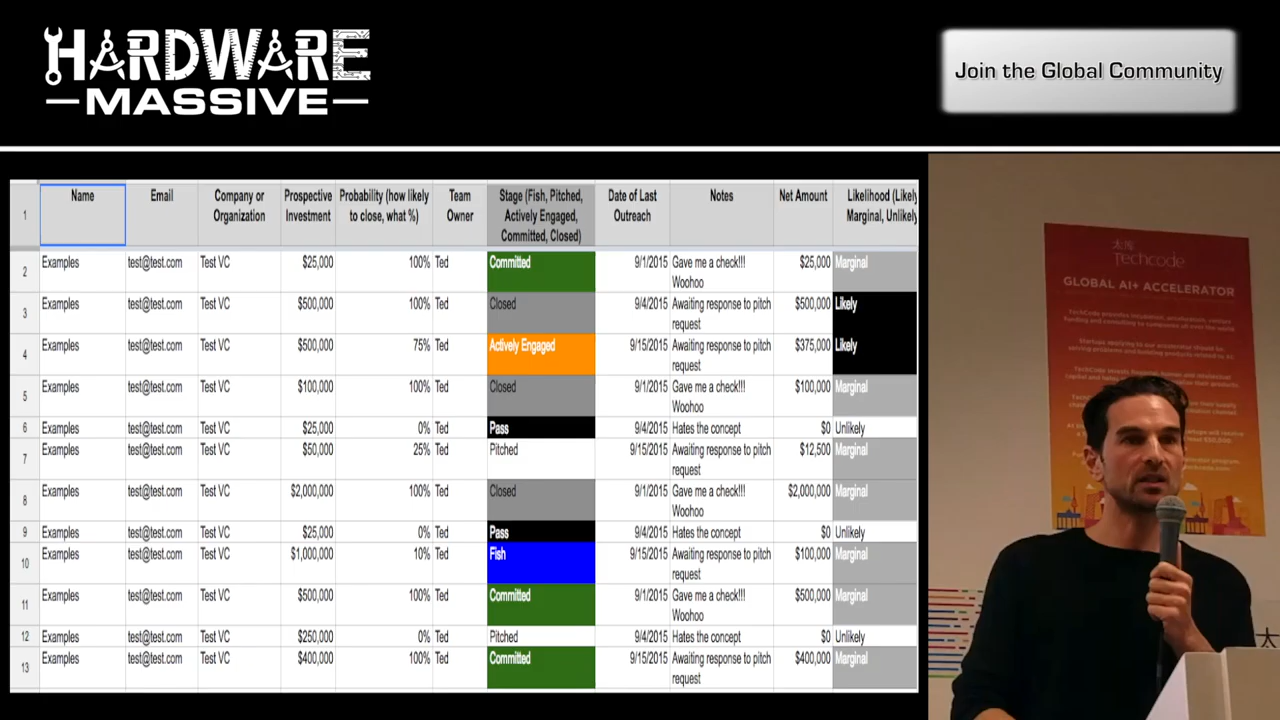 HARDWARE
MASSIVE
Join the Global Community
1 Name Email Company or Organization Prospective Investment Probability (how likely to close, what %) Team Owner Stage (Fish, Pitched, Actively Engaged, Committed, Closed) Date of Last Outreach Notes Net Amount Likelihood (Likely Marginal, Unlikely
2 Examples test@test.com Test VC $25,000 100% Ted Committed 9/1/2015 Gave me a check!!! Woohoo $25,000 Marginal
3 Examples test@test.com Test VC $500,000 100% Ted Closed 9/4/2015 Awaiting response to pitch request $500,000 Likely
4 Examples test@test.com Test VC $500,000 75% Ted Actively Engaged 9/15/2015 Awaiting response to pitch request $375,000 Likely
5 Examples test@test.com Test VC $100,000 100% Ted Closed 9/1/2015 Gave me a check!!! Woohoo $100,000 Marginal
6 Examples test@test.com Test VC $25,000 0% Ted Pass 9/4/2015 Hates the concept $0 Unlikely
7 Examples test@test.com Test VC $50,000 25% Ted Pitched 9/15/2015 Awaiting response to pitch request $12,500 Marginal
8 Examples test@test.com Test VC $2,000,000 100% Ted Closed 9/1/2015 Gave me a check!!! Woohoo $2,000,000 Marginal
9 Examples test@test.com Test VC $25,000 0% Ted Pass 9/4/2015 Hates the concept $0 Unlikely
10 Examples test@test.com Test VC $1,000,000 10% Ted Fish 9/15/2015 Awaiting response to pitch request $100,000 Marginal
11 Examples test@test.com Test VC $500,000 100% Ted Committed 9/1/2015 Gave me a check!!! Woohoo $500,000 Marginal
12 Examples test@test.com Test VC $250,000 0% Ted Pitched 9/4/2015 Hates the concept $0 Unlikely
13 Examples test@test.com Test VC $400,000 100% Ted Committed 9/15/2015 Awaiting response to pitch request $400,000 Marginal
太库
Techcode
GLOBAL AI+ ACCELERATOR